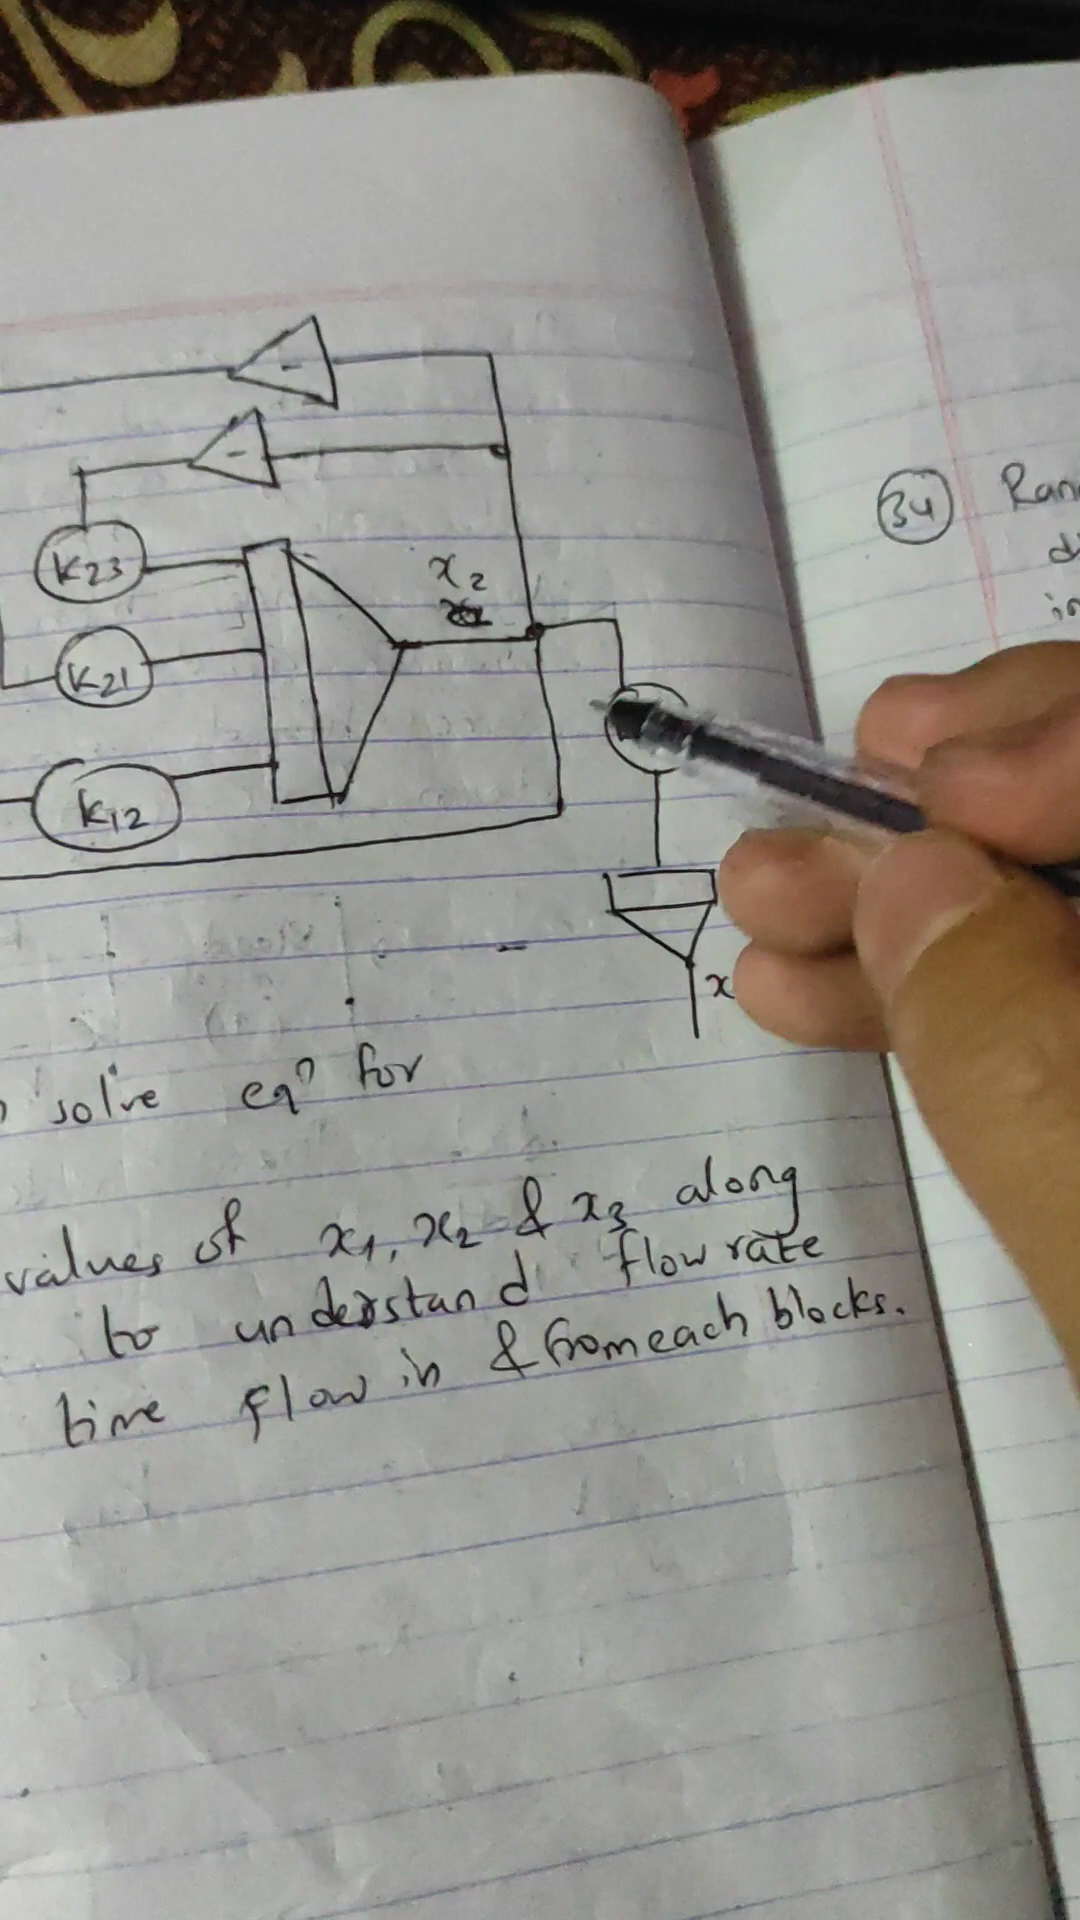 -
-
K23
x2
K21
K12
x
34
solve eqn for
values of x1, x2 & x3 along
to understand flow rate
time flow in & from each blocks.